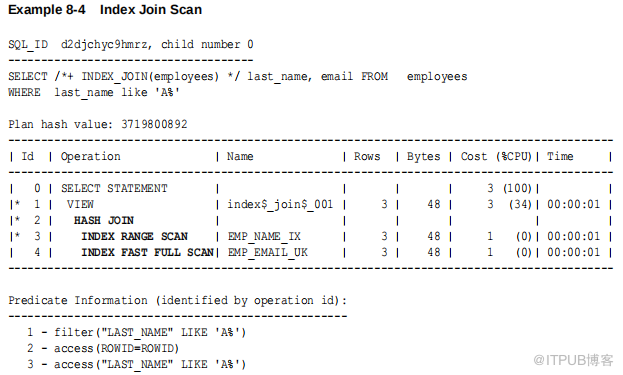 Example 8-4 Index Join Scan
SQL_ID d2djchyc9hmrz, child number 0
-------------------------------------
SELECT /*+ INDEX_JOIN(employees) */ last_name, email FROM employees
WHERE last_name like 'A%'
Plan hash value: 3719800892
-------------------------------------------------------------------------------------------
| Id | Operation | Name | Rows | Bytes | Cost (%CPU)| Time |
-------------------------------------------------------------------------------------------
| 0 | SELECT STATEMENT | | | | 3 (100)| |
|* 1 | VIEW | index$_join$_001 | 3 | 48 | 3 (34)| 00:00:01 |
|* 2 | HASH JOIN | | | | | |
|* 3 | INDEX RANGE SCAN | EMP_NAME_IX | 3 | 48 | 1 (0)| 00:00:01 |
| 4 | INDEX FAST FULL SCAN| EMP_EMAIL_UK | 3 | 48 | 1 (0)| 00:00:01 |
-------------------------------------------------------------------------------------------
Predicate Information (identified by operation id):
---------------------------------------------------
1 - filter("LAST_NAME" LIKE 'A%')
2 - access(ROWID=ROWID)
3 - access("LAST_NAME" LIKE 'A%')
@ITPUB博客